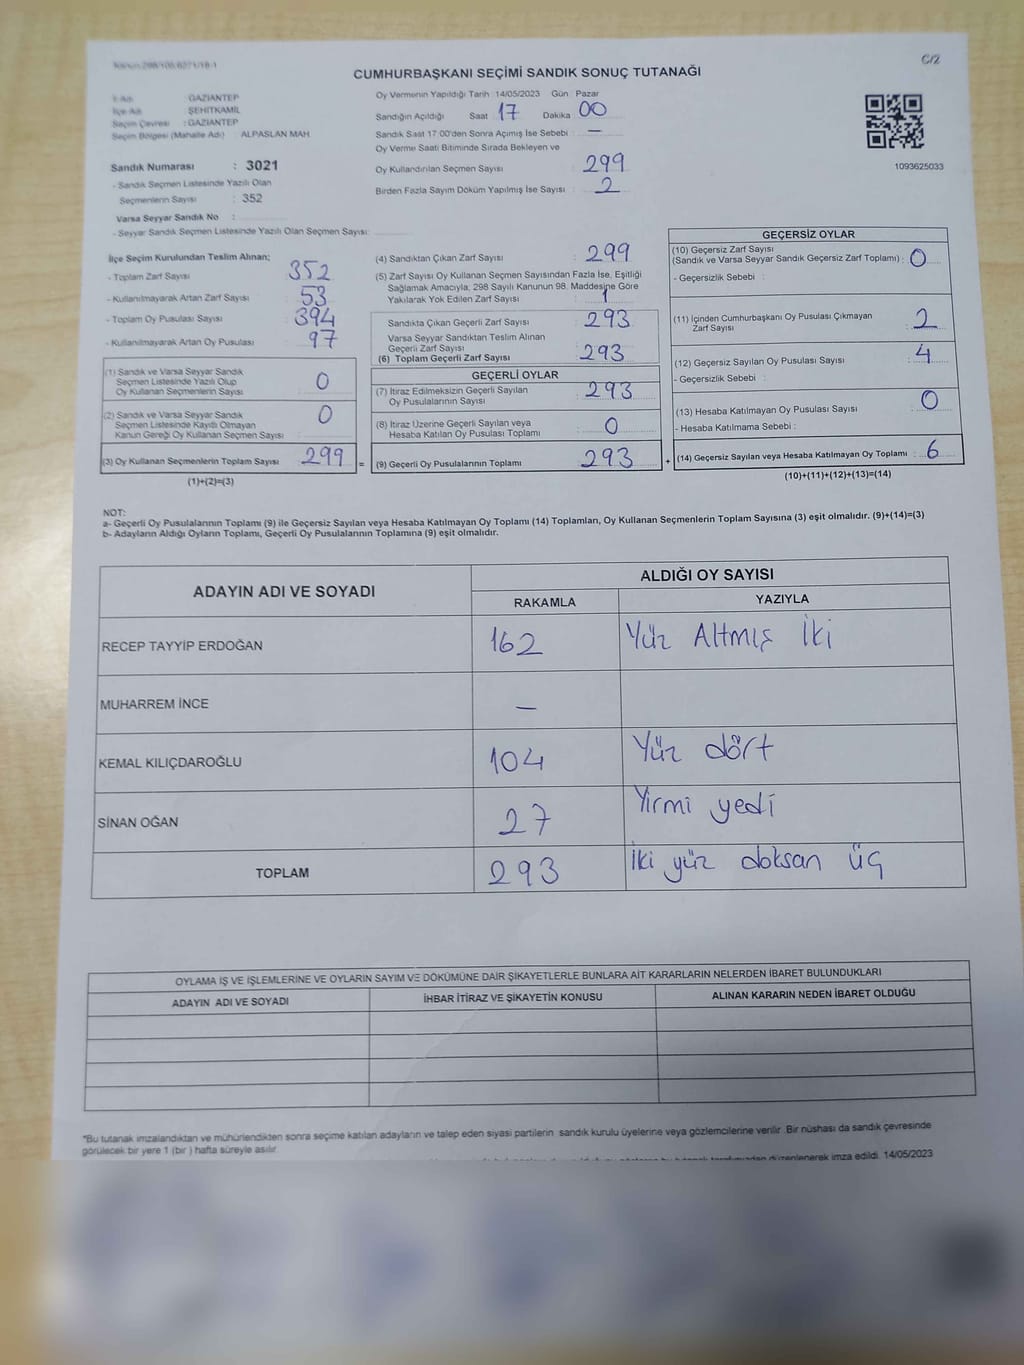 C/2
CUMHURBAŞKANI SEÇİMİ SANDIK SONUÇ TUTANAĞI
İl Adı : GAZİANTEP
İlçe Adı : ŞEHİTKAMİL
Seçim Çevresi : GAZİANTEP
Seçim Bölgesi (Mahalle Adı) : ALPASLAN MAH.
Sandık Numarası : 3021
- Sandık Seçmen Listesinde Yazılı Olan
Seçmenlerin Sayısı : 352
Varsa Seyyar Sandık No :
- Seyyar Sandık Seçmen Listesinde Yazılı Olan Seçmen Sayısı:
Oy Vermenin Yapıldığı Tarih : 14/05/2023 Gün : Pazar
Sandığın Açıldığı Saat : 17 Dakika : 00
Sandık Saat 17:00'den Sonra Açımış İse Sebebi : —
Oy Verme Saati Bitiminde Sırada Bekleyen ve
Oy Kullandırılan Seçmen Sayısı : 299
Birden Fazla Sayım Döküm Yapılmış İse Sayısı : 2
1093625033
İlçe Seçim Kurulundan Teslim Alınan;
- Toplam Zarf Sayısı : 352
- Kullanılmayarak Artan Zarf Sayısı : 53
- Toplam Oy Pusulası Sayısı : 394
- Kullanılmayarak Artan Oy Pusulası : 97
(1) Sandık ve Varsa Seyyar Sandık
Seçmen Listesinde Yazılı Olup
Oy Kullanan Seçmenlerin Sayısı : 0
(2) Sandık ve Varsa Seyyar Sandık
Seçmen Listesinde Kayıtlı Olmayan
Kanun Gereği Oy Kullanan Seçmen Sayısı : 0
(3) Oy Kullanan Seçmenlerin Toplam Sayısı : 299 =
(1)+(2)=(3)
(4) Sandıktan Çıkan Zarf Sayısı : 299
(5) Zarf Sayısı Oy Kullanan Seçmen Sayısından Fazla İse, Eşitliği
Sağlamak Amacıyla, 298 Sayılı Kanunun 98. Maddesine Göre
Yakılarak Yok Edilen Zarf Sayısı : 1
Sandıkta Çıkan Geçerli Zarf Sayısı : 293
Varsa Seyyar Sandıktan Teslim Alınan
Geçerli Zarf Sayısı
(6) Toplam Geçerli Zarf Sayısı : 293
GEÇERLİ OYLAR
(7) İtiraz Edilmeksizin Geçerli Sayılan
Oy Pusulalarının Sayısı : 293
(8) İtiraz Üzerine Geçerli Sayılan veya
Hesaba Katılan Oy Pusulası Toplamı : 0
(9) Geçerli Oy Pusulalarının Toplamı : 293 +
GEÇERSİZ OYLAR
(10) Geçersiz Zarf Sayısı
(Sandık ve Varsa Seyyar Sandık Geçersiz Zarf Toplamı) : 0
- Geçersizlik Sebebi :
(11) İçinden Cumhurbaşkanı Oy Pusulası Çıkmayan
Zarf Sayısı : 2
(12) Geçersiz Sayılan Oy Pusulası Sayısı : 4
- Geçersizlik Sebebi :
(13) Hesaba Katılmayan Oy Pusulası Sayısı : 0
- Hesaba Katılmama Sebebi :
(14) Geçersiz Sayılan veya Hesaba Katılmayan Oy Toplamı : 6
(10)+(11)+(12)+(13)=(14)
NOT:
a- Geçerli Oy Pusulalarının Toplamı (9) ile Geçersiz Sayılan veya Hesaba Katılmayan Oy Toplamı (14) Toplamları, Oy Kullanan Seçmenlerin Toplam Sayısına (3) eşit olmalıdır. (9)+(14)=(3)
b- Adayların Aldığı Oyların Toplamı, Geçerli Oy Pusulalarının Toplamına (9) eşit olmalıdır.
ADAYIN ADI VE SOYADI
ALDIĞI OY SAYISI
RAKAMLA YAZIYLA
RECEP TAYYİP ERDOĞAN 162 Yüz Altmış İki
MUHARREM İNCE —
KEMAL KILIÇDAROĞLU 104 Yüz dört
SİNAN OĞAN 27 Yirmi yedi
TOPLAM 293 İki yüz doksan üç
OYLAMA İŞ VE İŞLEMLERİNE VE OYLARIN SAYIM VE DÖKÜMÜNE DAİR ŞİKAYETLERLE BUNLARA AİT KARARLARIN NELERDEN İBARET BULUNDUKLARI
ADAYIN ADI VE SOYADI İHBAR İTİRAZ VE ŞİKAYETİN KONUSU ALINAN KARARIN NEDEN İBARET OLDUĞU
*Bu tutanak imzalandıktan ve mühürlendikten sonra seçime katılan adayların ve talep eden siyasi partilerin sandık kurulu üyelerine veya gözlemcilerine verilir. Bir nüshası da sandık çevresinde
görülecek bir yere 1 (bir ) hafta süreyle asılır.
düzenlenerek imza edildi. 14/05/2023